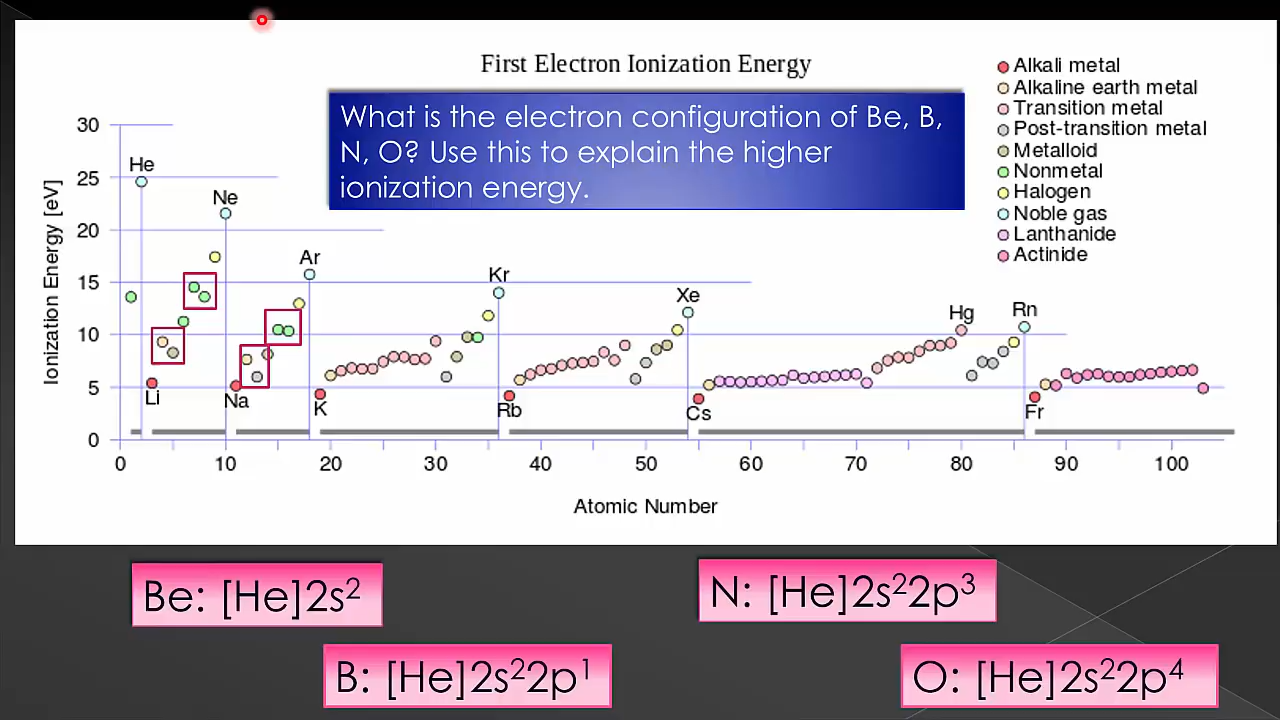 First Electron Ionization Energy
What is the electron configuration of Be, B,
N, O? Use this to explain the higher
ionization energy.
Alkali metal
Alkaline earth metal
Transition metal
Post-transition metal
Metalloid
Nonmetal
Halogen
Noble gas
Lanthanide
Actinide
Ionization Energy [eV]
30
25
20
15
10
5
0
He
Ne
Ar
Kr
Xe
Hg
Rn
Li
Na
K
Rb
Cs
Fr
0 10 20 30 40 50 60 70 80 90 100
Atomic Number
Be: [He]2s²
N: [He]2s²2p³
B: [He]2s²2p¹
O: [He]2s²2p⁴